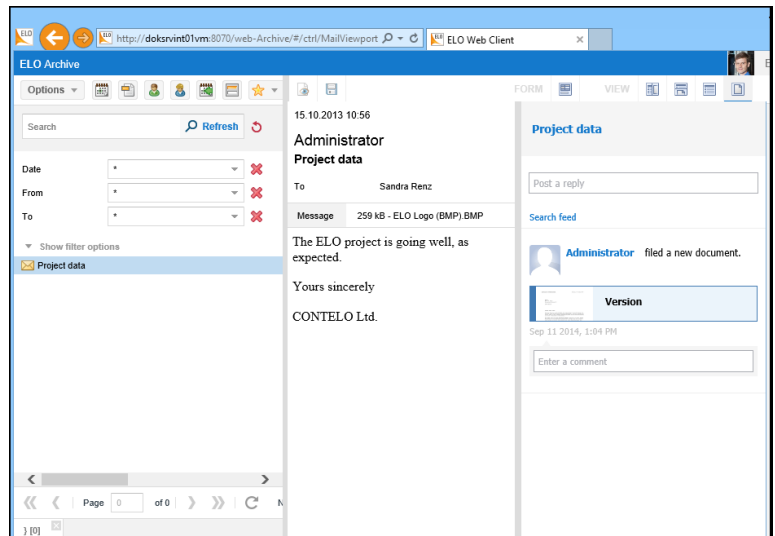 ELO
http://doksrvint01vm:8070/web-Archive/#/ctrl/MailViewport
ELO Web Client
ELO Archive
E
Options
FORM
VIEW
Search
Refresh
Date
*
From
*
To
*
Show filter options
Project data
Page
0
of 0
N
} [0]
15.10.2013 10:56
Administrator
Project data
To Sandra Renz
Message 259 kB - ELO Logo (BMP).BMP
The ELO project is going well, as
expected.
Yours sincerely
CONTELO Ltd.
Project data
Post a reply
Search feed
Administrator filed a new document.
Version
Sep 11 2014, 1:04 PM
Enter a comment